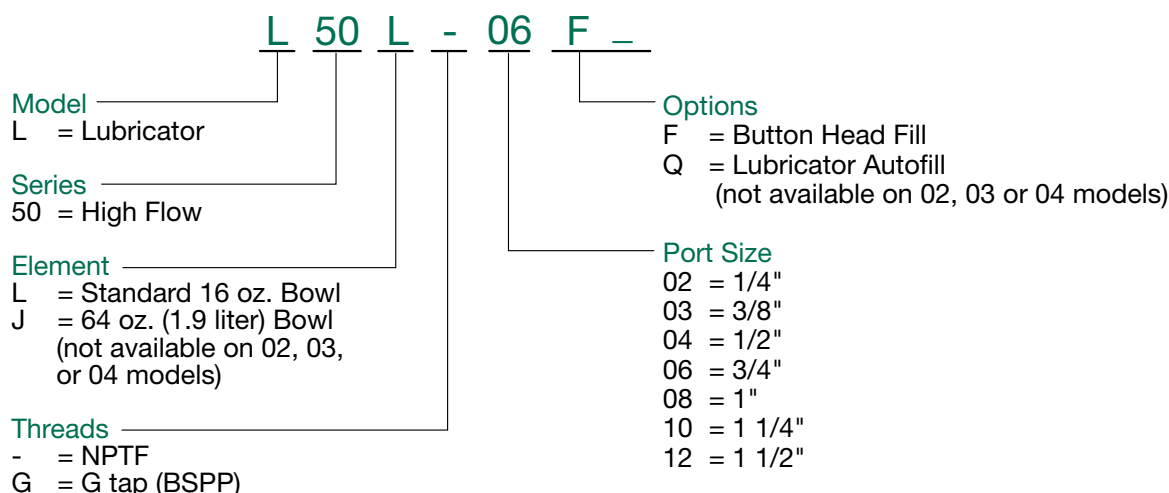 L 50 L - 06 F _
Model
L = Lubricator
Series
50 = High Flow
Element
L = Standard 16 oz. Bowl
J = 64 oz. (1.9 liter) Bowl
(not available on 02, 03,
or 04 models)
Threads
- = NPTF
G = G tap (BSPP)
Options
F = Button Head Fill
Q = Lubricator Autofill
(not available on 02, 03 or 04 models)
Port Size
02 = 1/4"
03 = 3/8"
04 = 1/2"
06 = 3/4"
08 = 1"
10 = 1 1/4"
12 = 1 1/2"